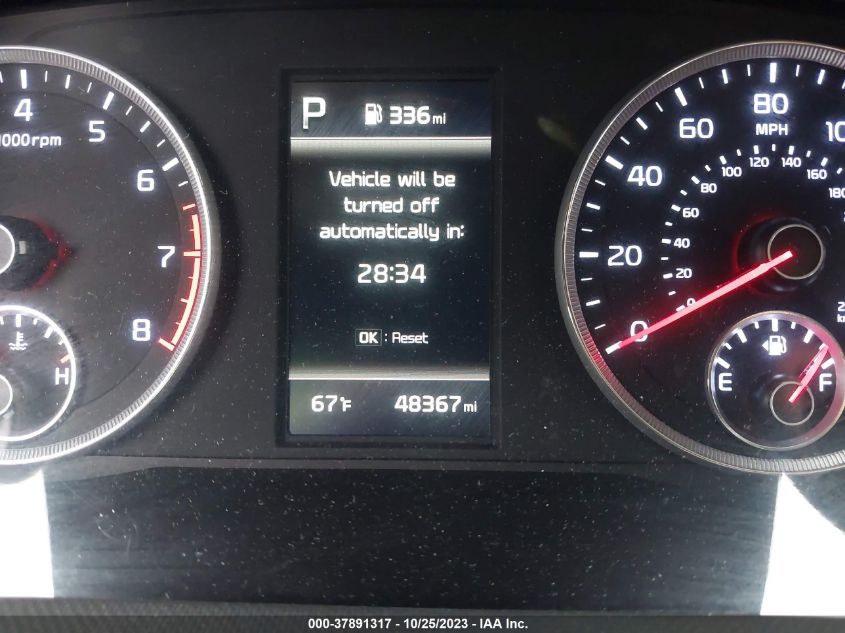 4
5
6
7
8
000rpm
H
P 336 mi
Vehicle will be
turned off
automatically in:
28:34
OK : Reset
67°F 48367 mi
0
20
40
60
80
MPH
0
20
40
60
80
100
120
140
160
180
E
F
000-37891317 - 10/25/2023 - IAA Inc.